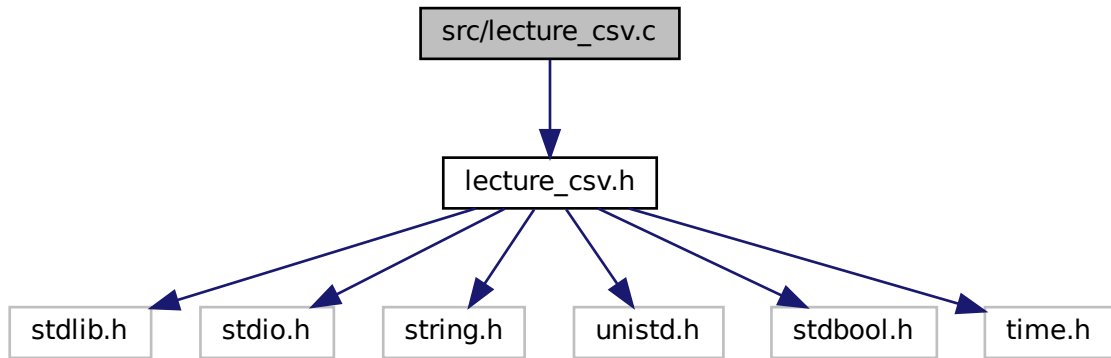 src/lecture_csv.c
lecture_csv.h
stdlib.h
stdio.h
string.h
unistd.h
stdbool.h
time.h